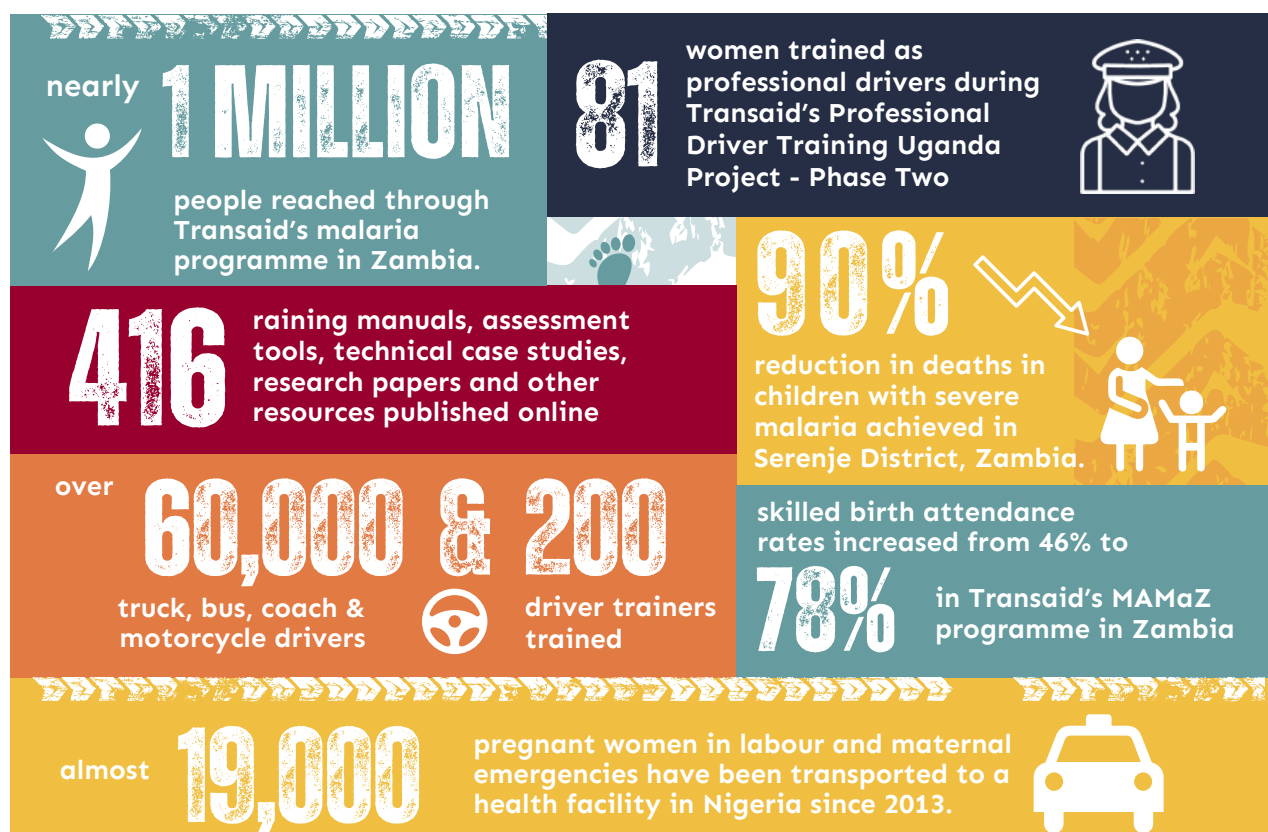 nearly 1 MILLION
people reached through
Transaid's malaria
programme in Zambia.
81
women trained as
professional drivers during
Transaid's Professional
Driver Training Uganda
Project - Phase Two
416
raining manuals, assessment
tools, technical case studies,
research papers and other
resources published online
90%
reduction in deaths in
children with severe
malaria achieved in
Serenje District, Zambia.
over 60,000 & 200
truck, bus, coach &
motorcycle drivers
driver trainers
trained
skilled birth attendance
rates increased from 46% to
78%
in Transaid's MAMaZ
programme in Zambia
almost 19,000
pregnant women in labour and maternal
emergencies have been transported to a
health facility in Nigeria since 2013.